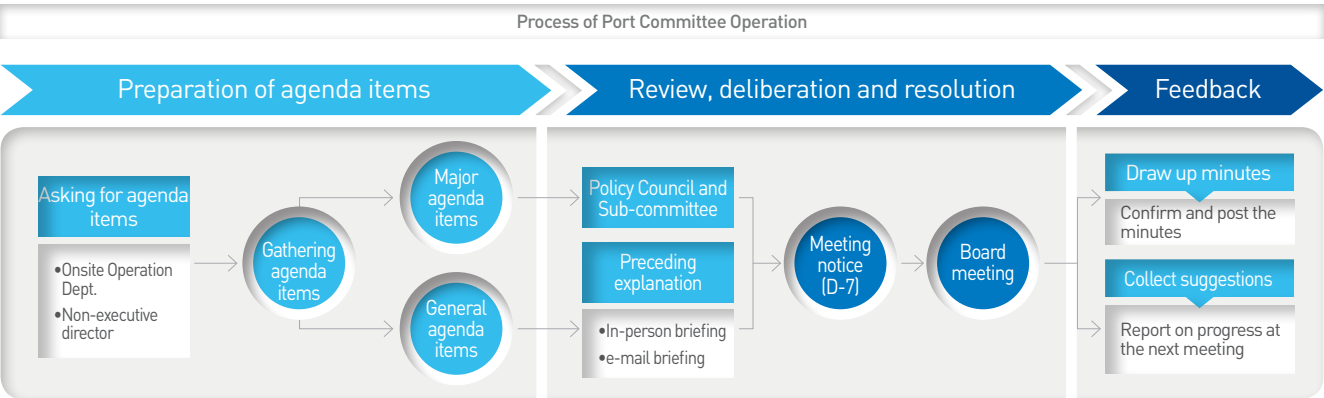 Process of Port Committee Operation
Preparation of agenda items
Review, deliberation and resolution
Feedback
Asking for agenda
items
•Onsite Operation
Dept.
•Non-executive
director
Gathering
agenda
items
Major
agenda
items
General
agenda
items
Policy Council and
Sub-committee
Preceding
explanation
•In-person briefing
•e-mail briefing
Meeting
notice
(D-7)
Board
meeting
Draw up minutes
Confirm and post the
minutes
Collect suggestions
Report on progress at
the next meeting